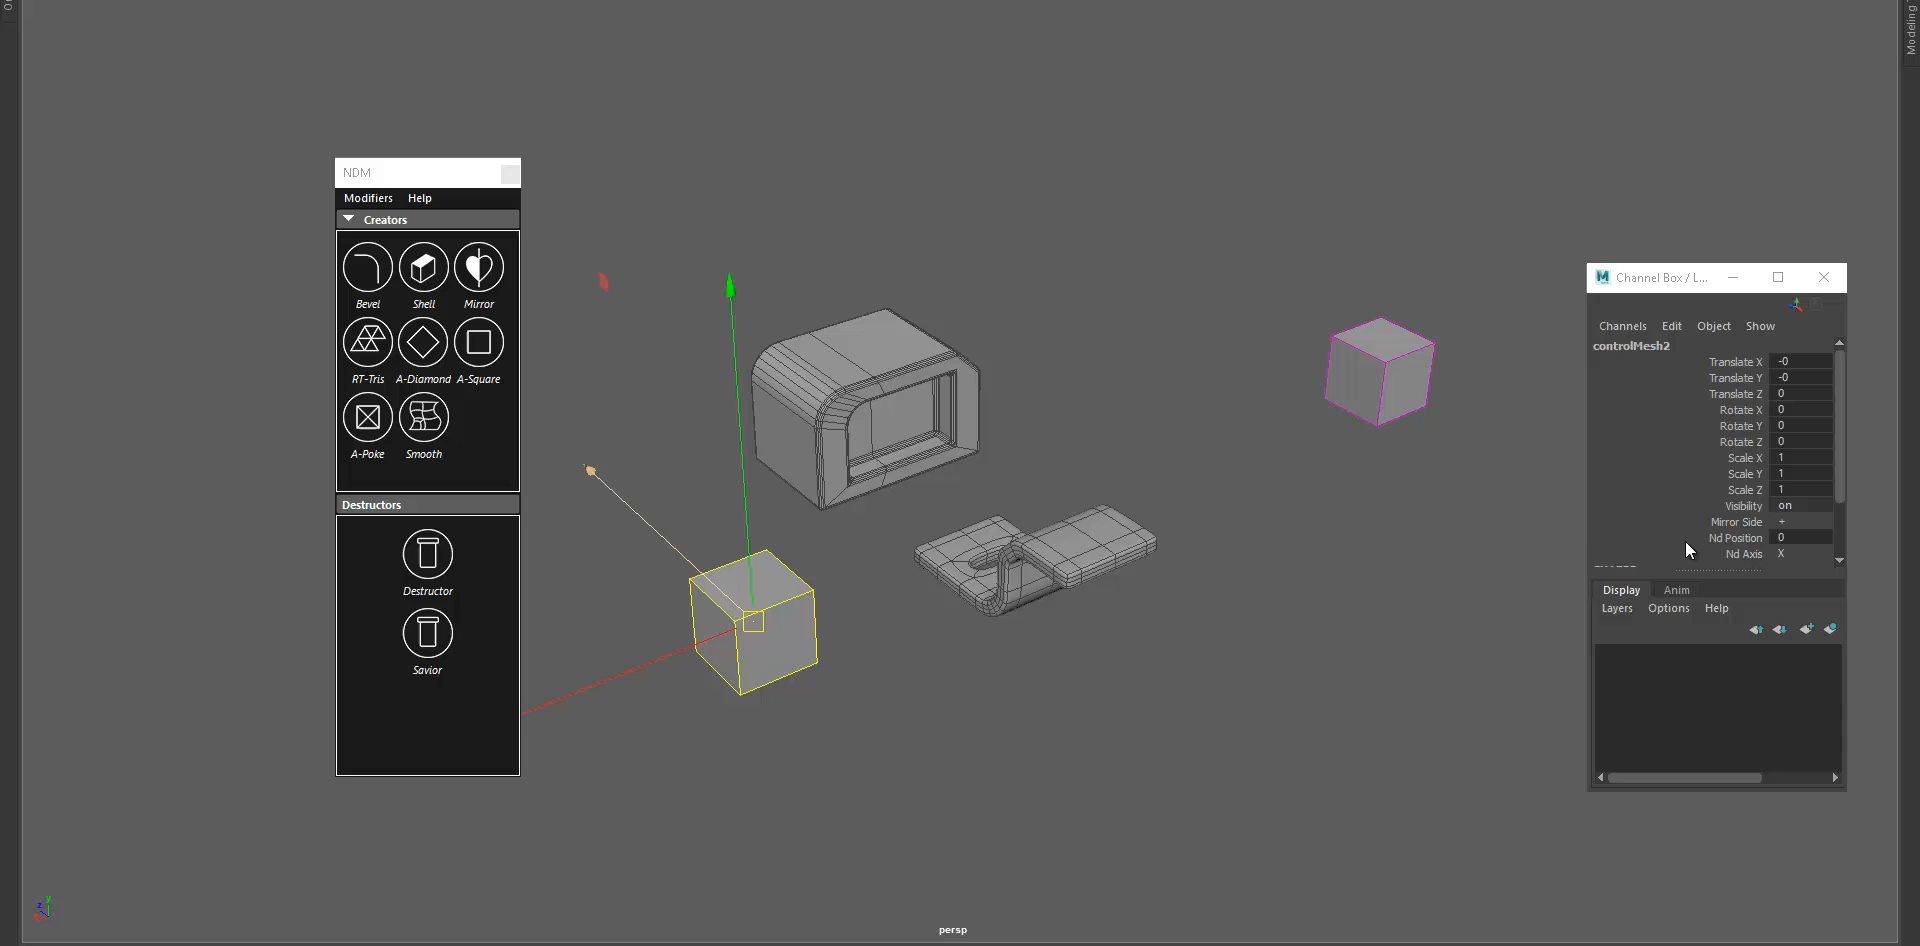 Modeling
NDM
Modifiers Help
Creators
Bevel Shell Mirror
RT-Tris A-Diamond A-Square
A-Poke Smooth
Destructors
Destructor
Savior
persp
Channel Box / L...
Channels Edit Object Show
controlMesh2
Translate X -0
Translate Y -0
Translate Z 0
Rotate X 0
Rotate Y 0
Rotate Z 0
Scale X 1
Scale Y 1
Scale Z 1
Visibility on
Mirror Side +
Nd Position 0
Nd Axis X
Display Anim
Layers Options Help